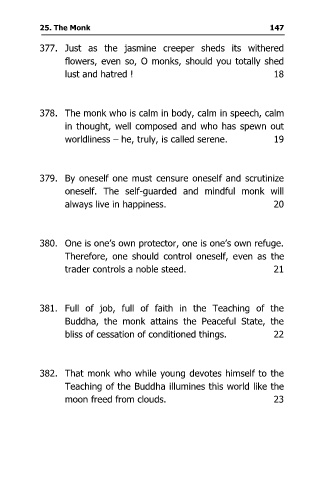 25. The Monk 147
377. Just as the jasmine creeper sheds its withered
flowers, even so, O monks, should you totally shed
lust and hatred ! 18
378. The monk who is calm in body, calm in speech, calm
in thought, well composed and who has spewn out
worldliness – he, truly, is called serene. 19
379. By oneself one must censure oneself and scrutinize
oneself. The self-guarded and mindful monk will
always live in happiness. 20
380. One is one's own protector, one is one's own refuge.
Therefore, one should control oneself, even as the
trader controls a noble steed. 21
381. Full of job, full of faith in the Teaching of the
Buddha, the monk attains the Peaceful State, the
bliss of cessation of conditioned things. 22
382. That monk who while young devotes himself to the
Teaching of the Buddha illumines this world like the
moon freed from clouds. 23